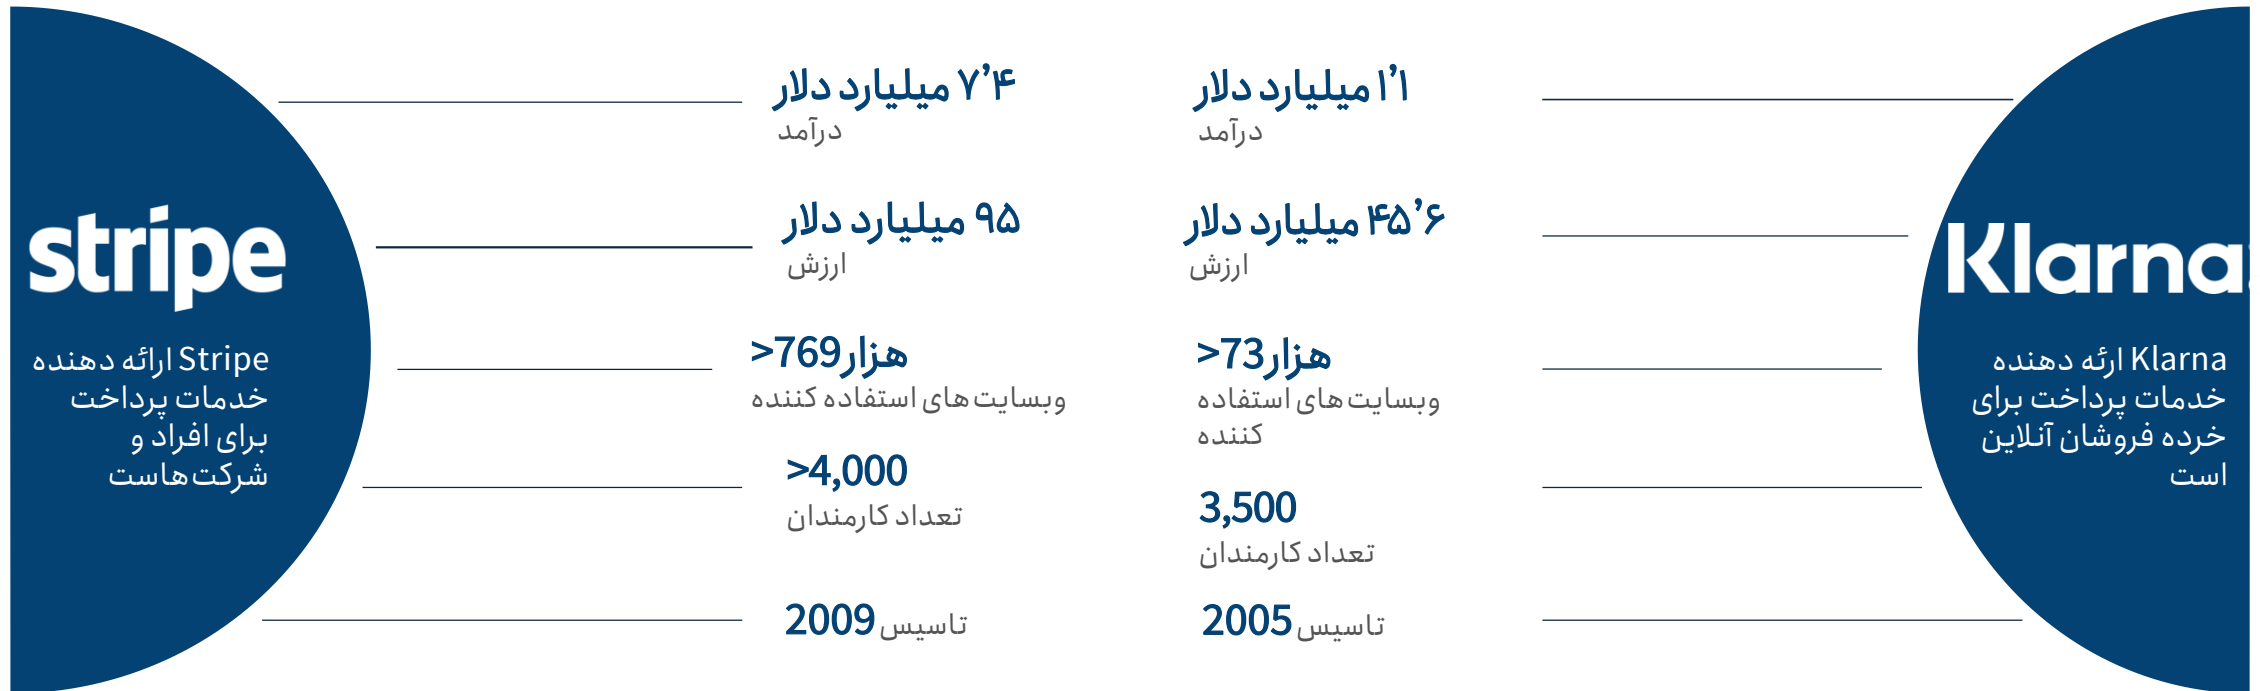 stripe
Stripe ارائه دهنده
خدمات پرداخت
برای افراد و
شرکت‌هاست
۷٬۴ میلیارد دلار
درآمد
۹۵ میلیارد دلار
ارزش
>769هزار
وبسایت‌های استفاده کننده
>4,000
تعداد کارمندان
تاسیس 2009
۱٬۱ میلیارد دلار
درآمد
۴۵٬۶ میلیارد دلار
ارزش
>73هزار
وبسایت‌های استفاده
کننده
3,500
تعداد کارمندان
تاسیس 2005
Klarna.
Klarna ارئه دهنده
خدمات پرداخت برای
خرده فروشان آنلاین
است